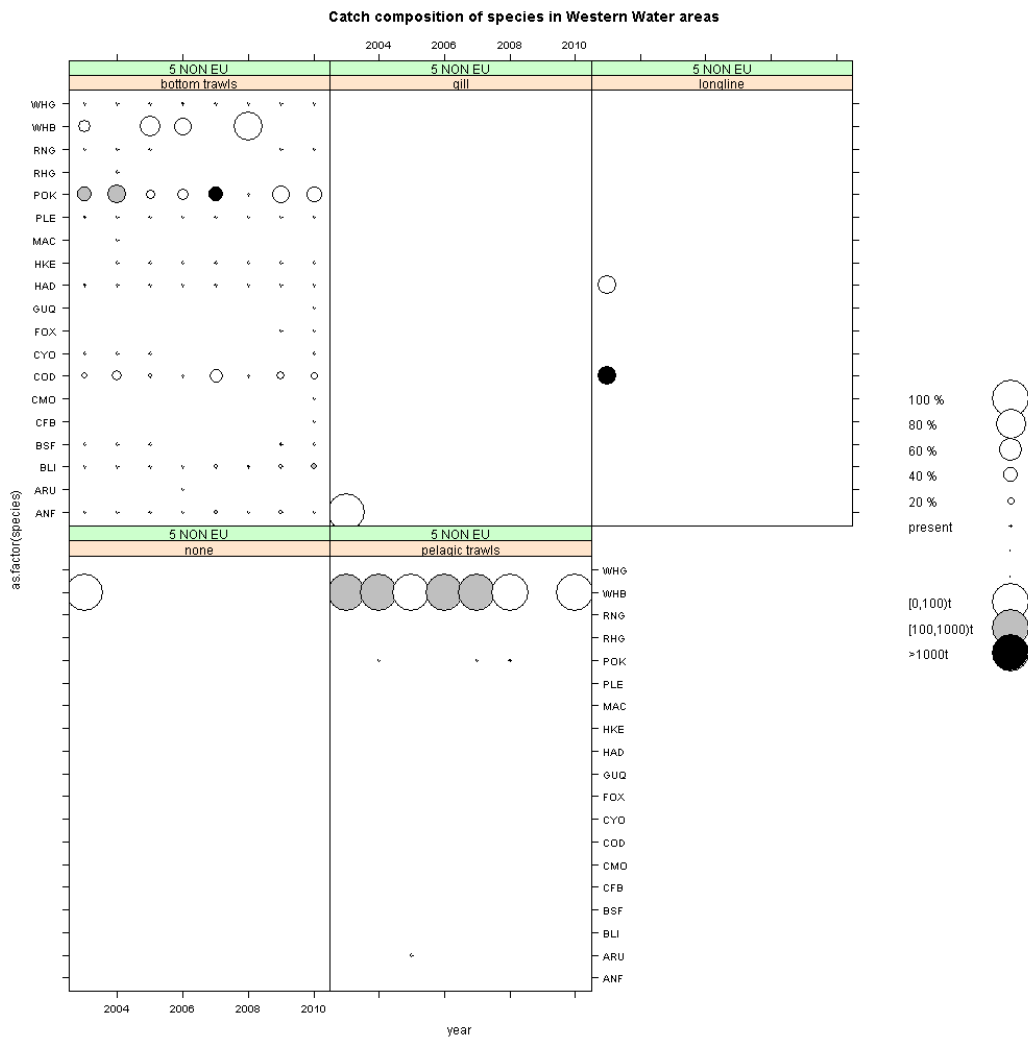 Catch composition of species in Western Water areas
2004 2006 2008 2010
5 NON EU 5 NON EU 5 NON EU
bottom trawls gill longline
WHG
WHB
RNG
RHG
POK
PLE
MAC
HKE
HAD
GUQ
FOX
CYO
COD
CMO
CFB
BSF
BLI
ARU
ANF
as.factor(species)
100 %
80 %
60 %
40 %
20 %
present
[0,100)t
[100,1000)t
>1000t
5 NON EU 5 NON EU
none pelagic trawls
WHG
WHB
RNG
RHG
POK
PLE
MAC
HKE
HAD
GUQ
FOX
CYO
COD
CMO
CFB
BSF
BLI
ARU
ANF
2004 2006 2008 2010
year